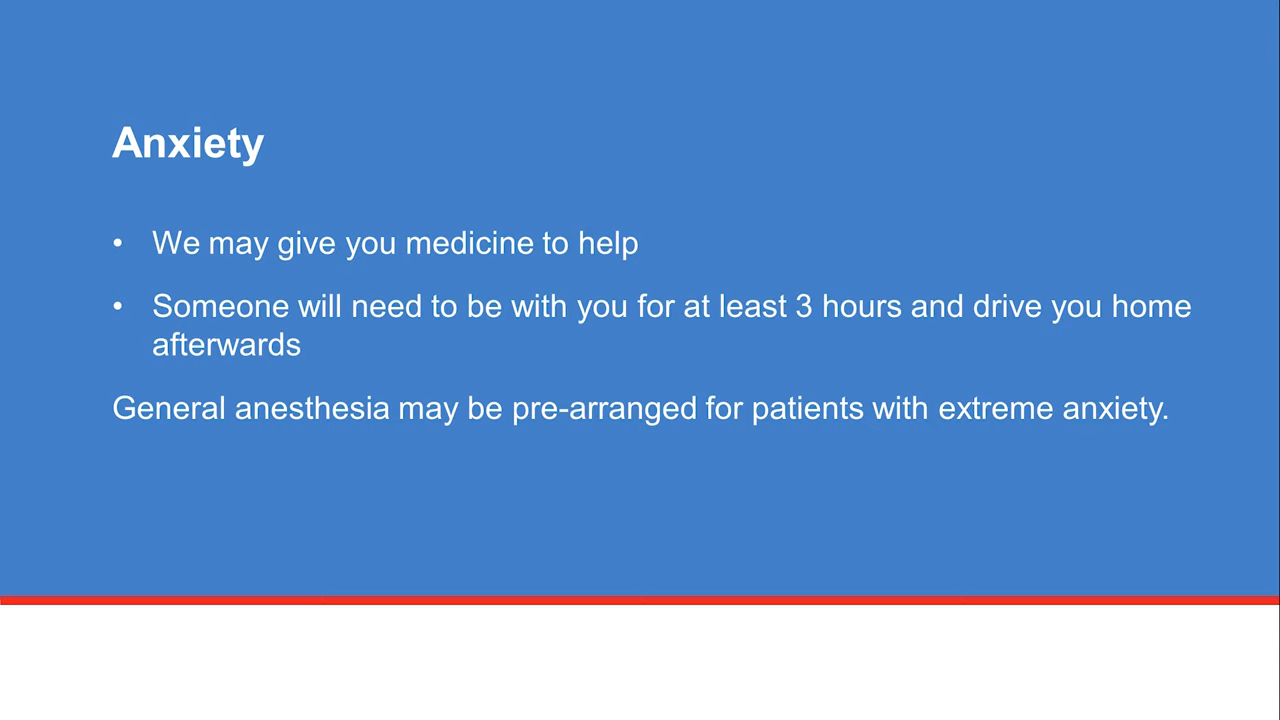 Anxiety
• We may give you medicine to help
• Someone will need to be with you for at least 3 hours and drive you home
afterwards
General anesthesia may be pre-arranged for patients with extreme anxiety.